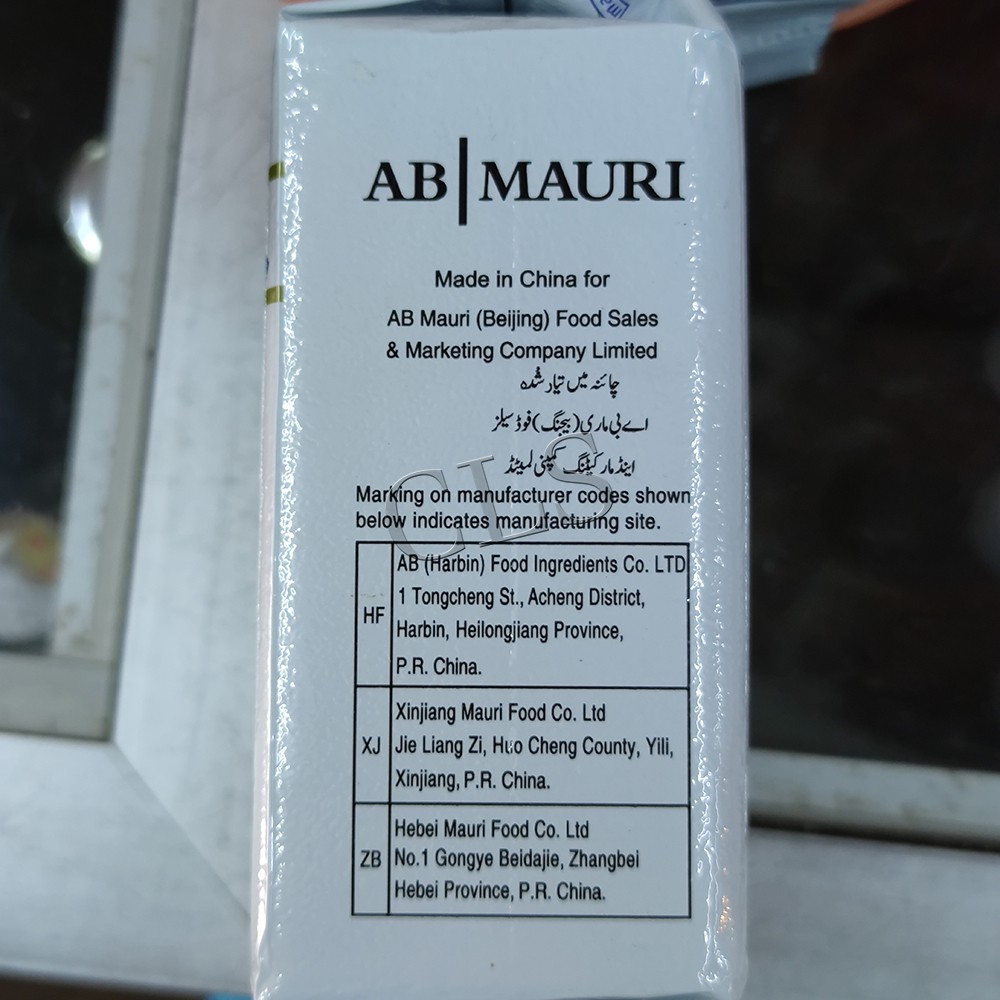 AB|MAURI
Made in China for
AB Mauri (Beijing) Food Sales
& Marketing Company Limited
چائنہ میں تیار شدہ
اے بی ماری (بیجنگ) فوڈ سیلز
اینڈ مارکیٹنگ کمپنی لمیٹڈ
CLS
Marking on manufacturer codes shown
below indicates manufacturing site.
HF
AB (Harbin) Food Ingredients Co. LTD
1 Tongcheng St., Acheng District,
Harbin, Heilongjiang Province,
P.R. China.
XJ
Xinjiang Mauri Food Co. Ltd
Jie Liang Zi, Huo Cheng County, Yili,
Xinjiang, P.R. China.
ZB
Hebei Mauri Food Co. Ltd
No.1 Gongye Beidajie, Zhangbei
Hebei Province, P.R. China.